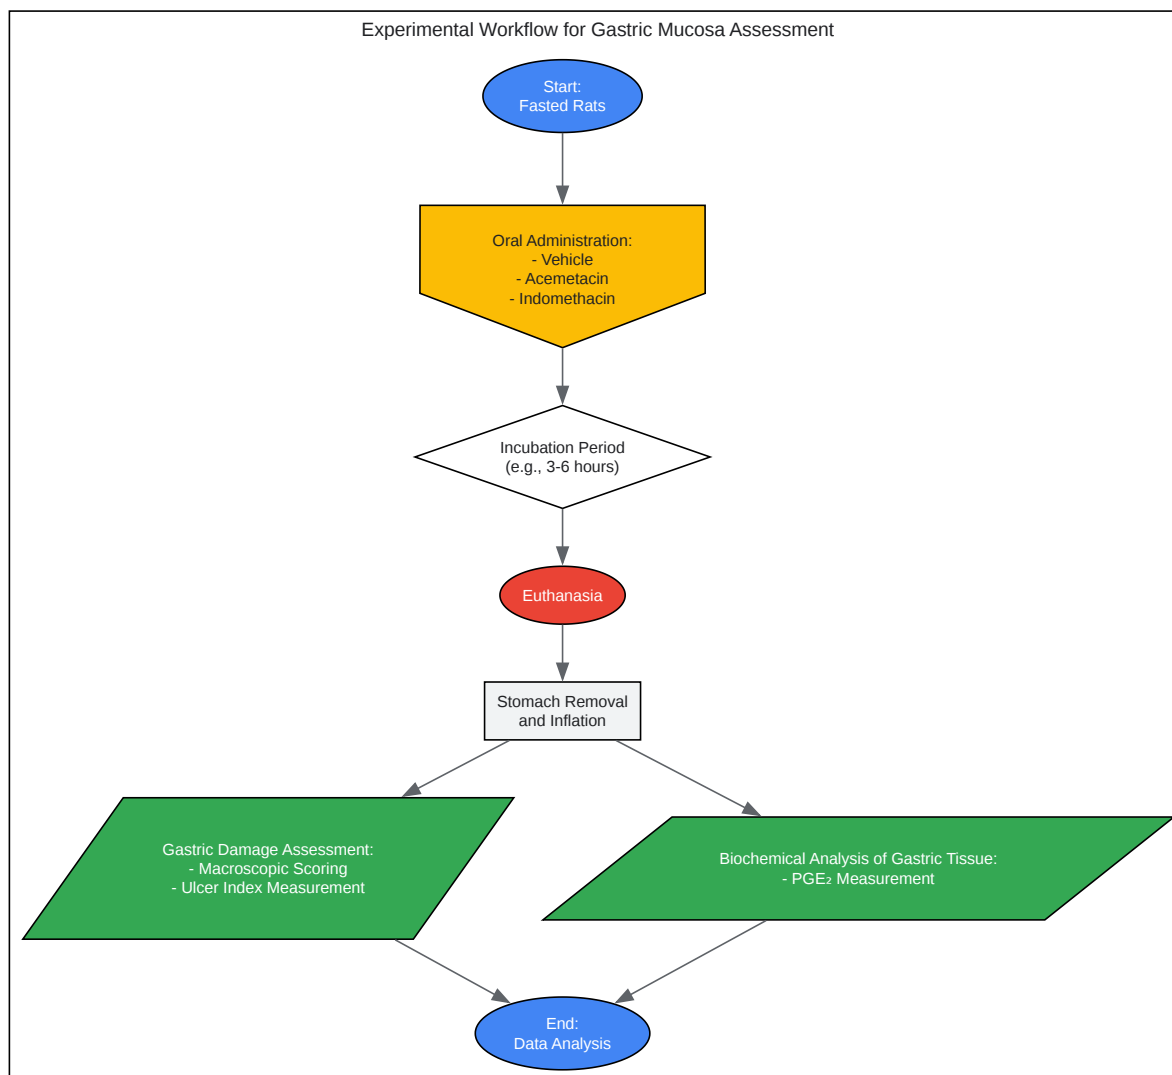 Experimental Workflow for Gastric Mucosa Assessment
Start:
Fasted Rats
Oral Administration:
- Vehicle
- Acemetacin
- Indomethacin
Incubation Period
(e.g., 3-6 hours)
Euthanasia
Stomach Removal
and Inflation
Gastric Damage Assessment:
- Macroscopic Scoring
- Ulcer Index Measurement
Biochemical Analysis of Gastric Tissue:
- PGE₂ Measurement
End:
Data Analysis